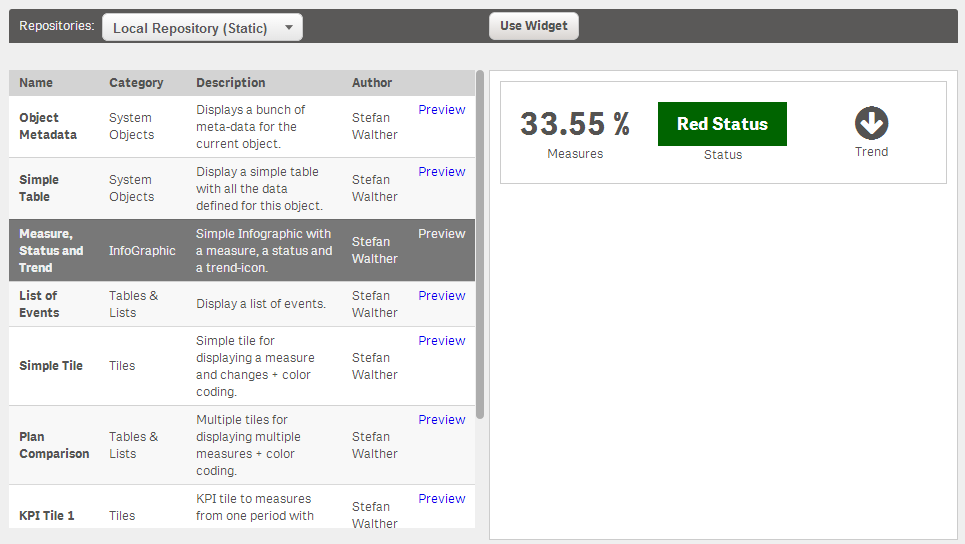 Repositories: Local Repository (Static) Use Widget
Name Category Description Author
Object Metadata System Objects Displays a bunch of meta-data for the current object. Stefan Walther Preview
Simple Table System Objects Display a simple table with all the data defined for this object. Stefan Walther Preview
Measure, Status and Trend InfoGraphic Simple Infographic with a measure, a status and a trend-icon. Stefan Walther Preview
List of Events Tables & Lists Display a list of events. Stefan Walther Preview
Simple Tile Tiles Simple tile for displaying a measure and changes + color coding. Stefan Walther Preview
Plan Comparison Tables & Lists Multiple tiles for displaying multiple measures + color coding. Stefan Walther Preview
KPI Tile 1 Tiles KPI tile to measures from one period with Stefan Walther Preview
33.55 % Red Status
Measures Status Trend